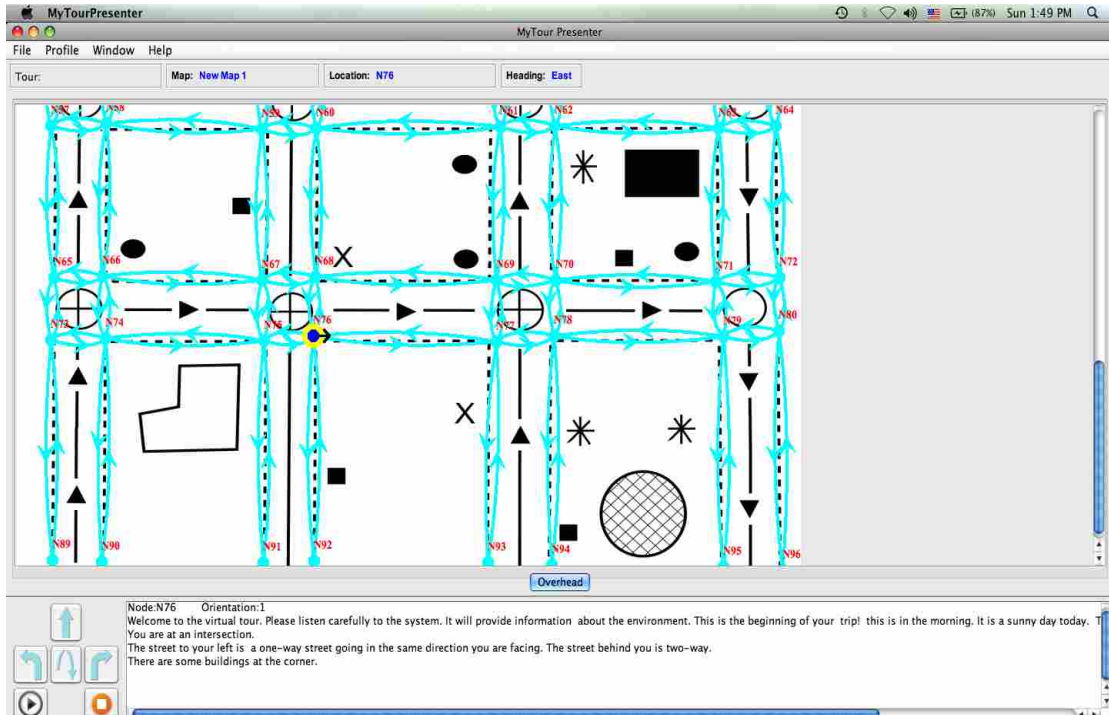 MyTourPresenter (87%) Sun 1:49 PM
MyTour Presenter
File Profile Window Help
Tour: Map: New Map 1 Location: N76 Heading: East
N60 N61 N62 N64
X
N65 N66 N67 N68 N69 N70 N71 N72
N73 N74 N75 N76 N77 N78 N79 N80
X
N89 N90 N91 N92 N93 N94 N95 N96
Overhead
Node:N76 Orientation:1
Welcome to the virtual tour. Please listen carefully to the system. It will provide information about the environment. This is the beginning of your trip! this is in the morning. It is a sunny day today. T
You are at an intersection.
The street to your left is a one-way street going in the same direction you are facing. The street behind you is two-way.
There are some buildings at the corner.